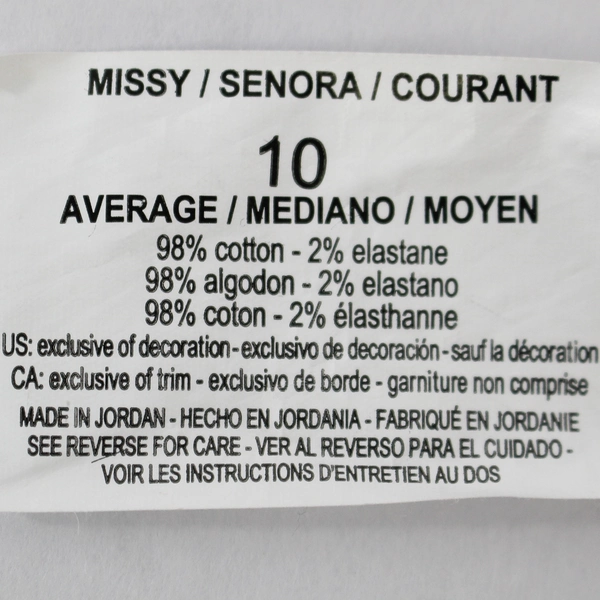 MISSY / SENORA / COURANT
10
AVERAGE / MEDIANO / MOYEN
98% cotton - 2% elastane
98% algodon - 2% elastano
98% coton - 2% élasthanne
US: exclusive of decoration - exclusivo de decoración - sauf la décoration
CA: exclusive of trim - exclusivo de borde - garniture non comprise
MADE IN JORDAN - HECHO EN JORDANIA - FABRIQUÉ EN JORDANIE
SEE REVERSE FOR CARE - VER AL REVERSO PARA EL CUIDADO -
VOIR LES INSTRUCTIONS D'ENTRETIEN AU DOS